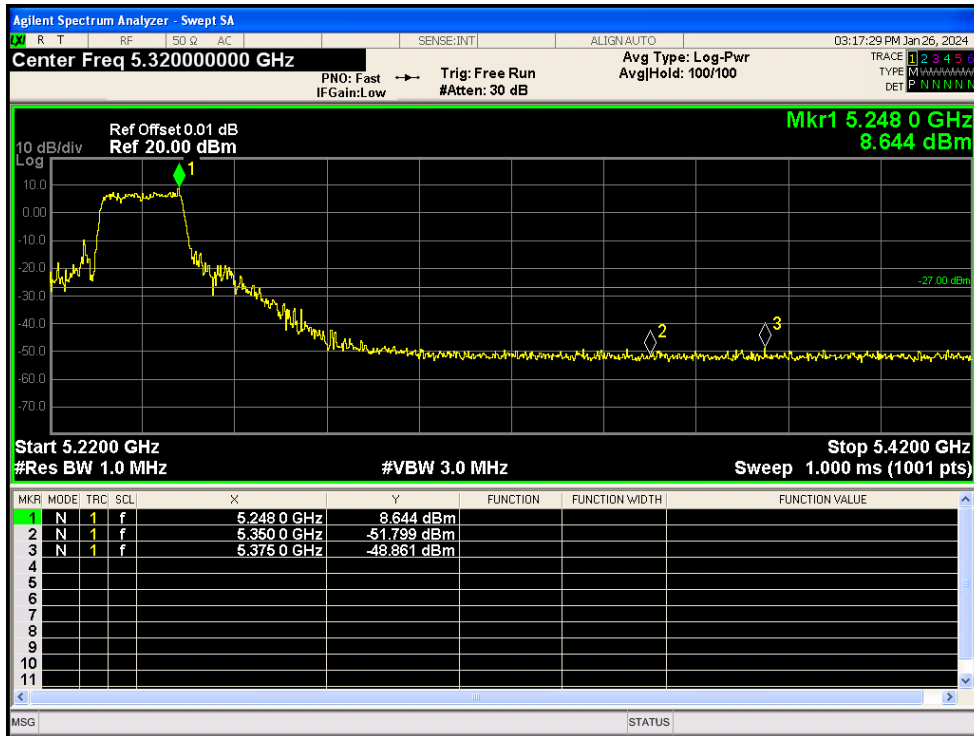 Agilent Spectrum Analyzer - Swept SA
LXI R T RF 50 Ω AC SENSE:INT ALIGN AUTO 03:17:29 PM Jan 26, 2024
Center Freq 5.320000000 GHz
PNO: Fast
IFGain:Low
Trig: Free Run
#Atten: 30 dB
Avg Type: Log-Pwr
Avg|Hold: 100/100
TRACE 1 2 3 4 5 6
TYPE M W W W W W
DET P N N N N N
Mkr1 5.248 0 GHz
8.644 dBm
Ref Offset 0.01 dB
10 dB/div Ref 20.00 dBm
Log
10.0
0.00
-10.0
-20.0
-30.0
-40.0
-50.0
-60.0
-70.0
1
2
3
-27.00 dBm
Start 5.2200 GHz Stop 5.4200 GHz
#Res BW 1.0 MHz #VBW 3.0 MHz Sweep 1.000 ms (1001 pts)
MKR MODE TRC SCL X Y FUNCTION FUNCTION WIDTH FUNCTION VALUE
1 N 1 f 5.248 0 GHz 8.644 dBm
2 N 1 f 5.350 0 GHz -51.799 dBm
3 N 1 f 5.375 0 GHz -48.861 dBm
4
5
6
7
8
9
10
11
MSG STATUS